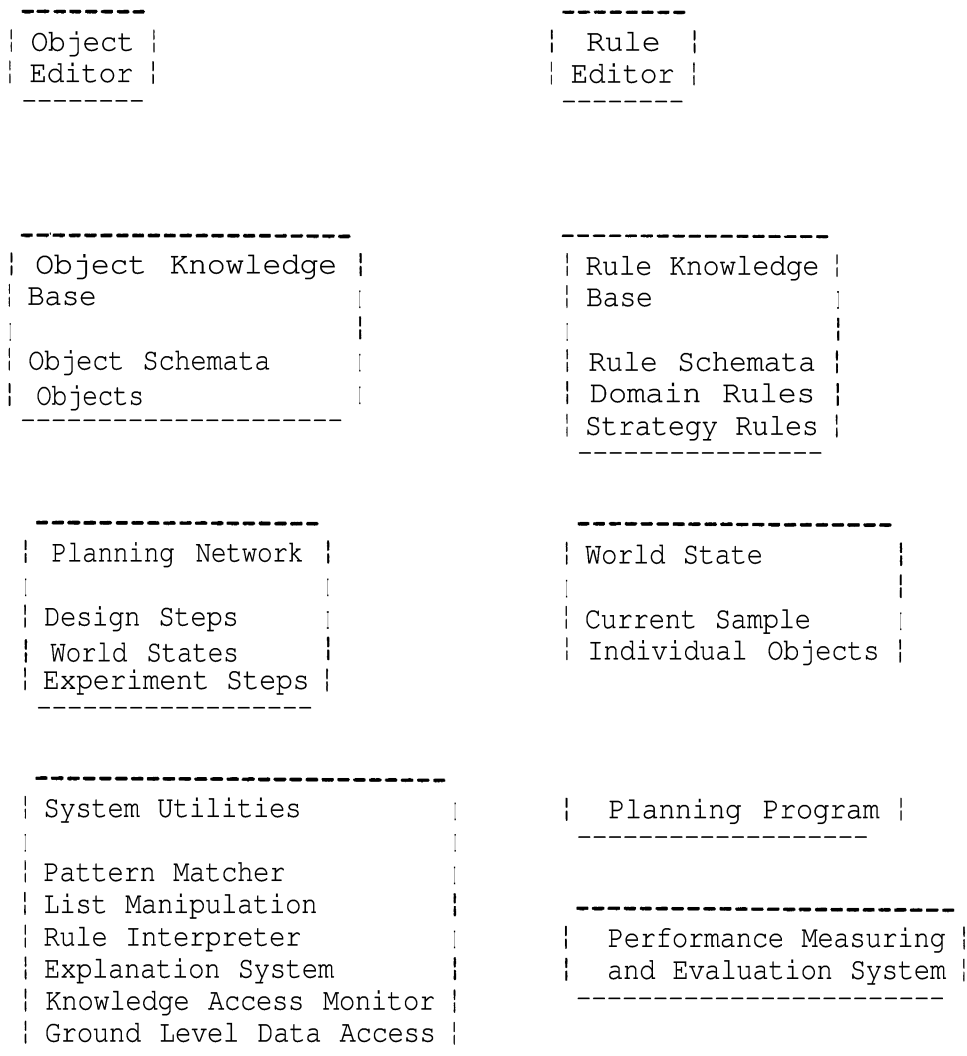 Object
Editor
Rule
Editor
Object Knowledge
Base
Object Schemata
Objects
Rule Knowledge
Base
Rule Schemata
Domain Rules
Strategy Rules
Planning Network
Design Steps
World States
Experiment Steps
World State
Current Sample
Individual Objects
System Utilities
Pattern Matcher
List Manipulation
Rule Interpreter
Explanation System
Knowledge Access Monitor
Ground Level Data Access
Planning Program
Performance Measuring
and Evaluation System